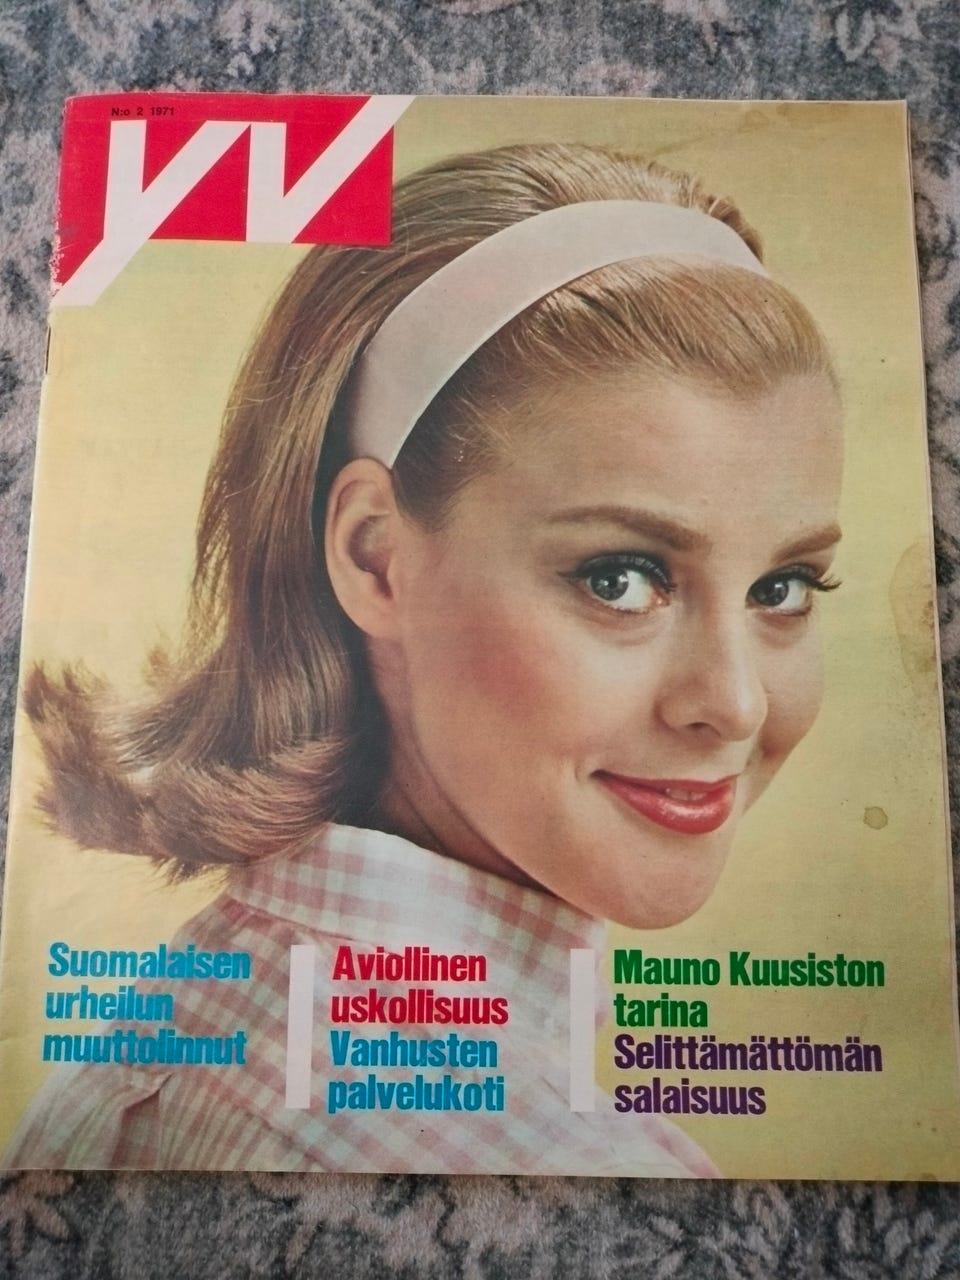 N:o 2 1971
YV
Suomalaisen
urheilun
muuttolinnut
Aviollinen
uskollisuus
Vanhusten
palvelukoti
Mauno Kuusiston
tarina
Selittämättömän
salaisuus